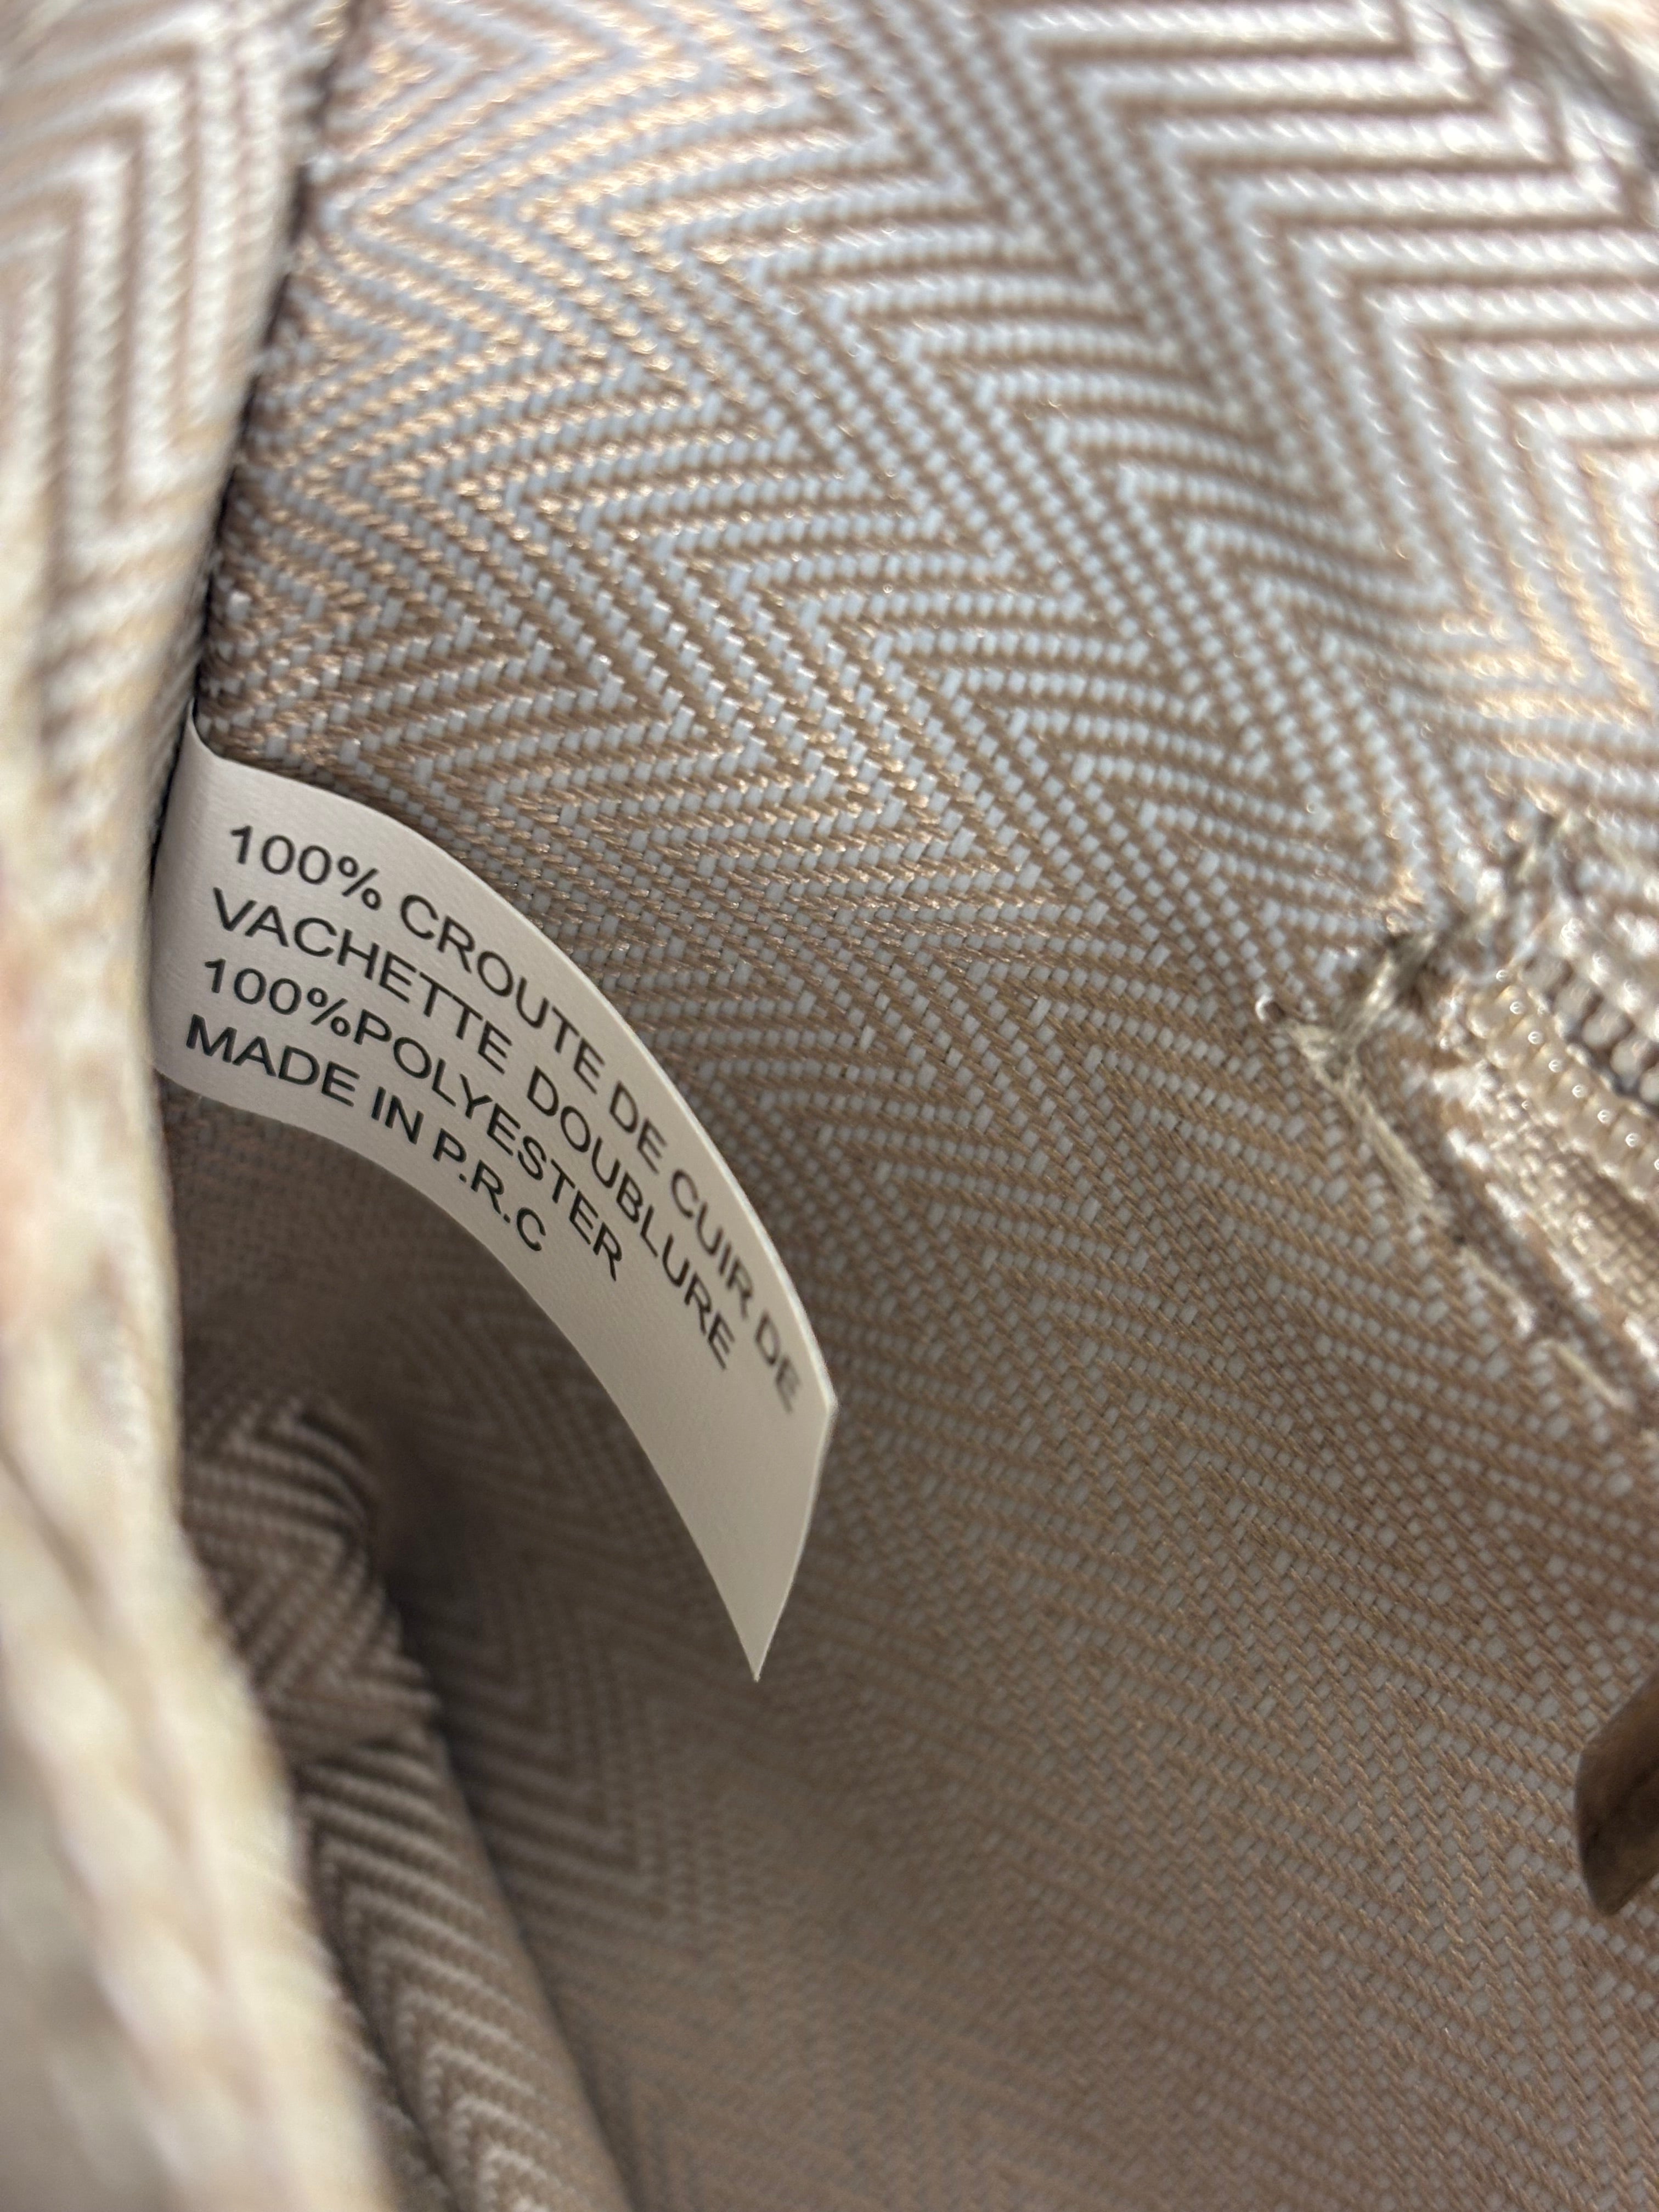 100% CROUTE DE CUIR DE
VACHETTE DOUBLURE
100%POLYESTER
MADE IN P.R.C